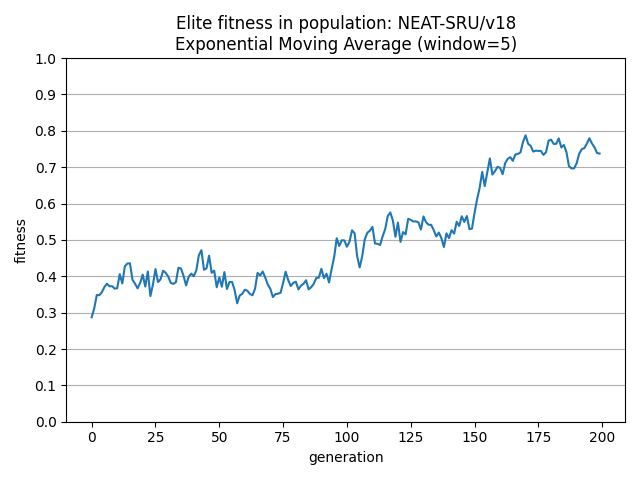 Elite fitness in population: NEAT-SRU/v18
Exponential Moving Average (window=5)
1.0
0.9
0.8
0.7
0.6
0.5
0.4
0.3
0.2
0.1
0.0
fitness
0 25 50 75 100 125 150 175 200
generation